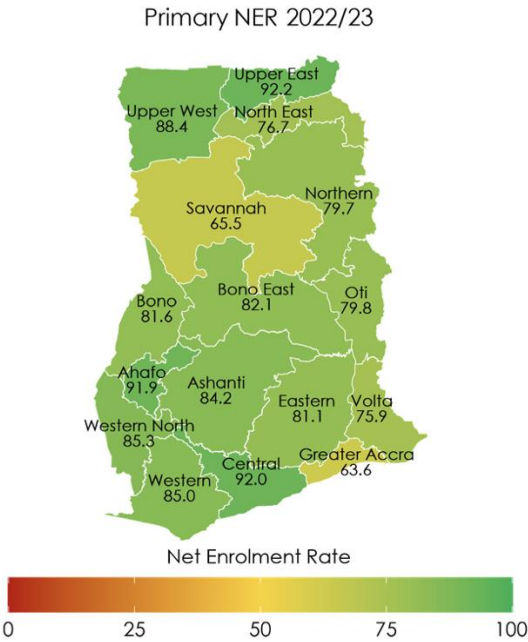 Primary NER 2022/23
Upper East
92.2
Upper West
88.4
North East
76.7
Northern
79.7
Savannah
65.5
Bono East
82.1
Oti
79.8
Bono
81.6
Ahafo
91.9
Ashanti
84.2
Eastern
81.1
Volta
75.9
Western North
85.3
Greater Accra
63.6
Central
92.0
Western
85.0
Net Enrolment Rate
0 25 50 75 100